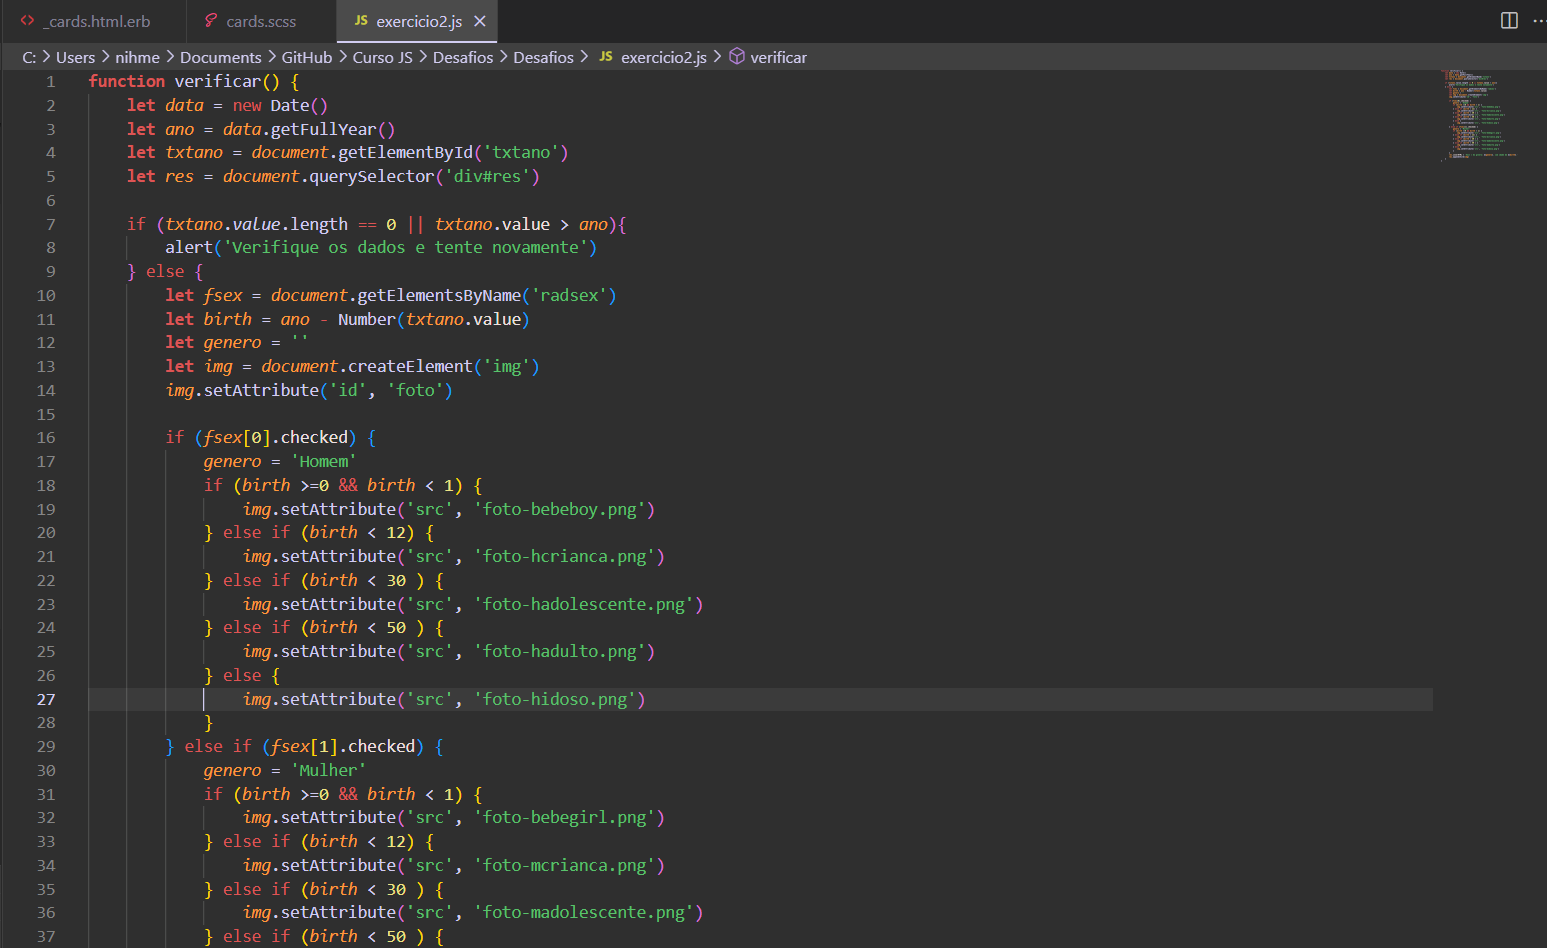 _cards.html.erb
cards.scss
JS exercicio2.js
C: > Users > nihme > Documents > GitHub > Curso JS > Desafios > Desafios > JS exercicio2.js > verificar
1 function verificar() {
2 let data = new Date()
3 let ano = data.getFullYear()
4 let txtano = document.getElementById('txtano')
5 let res = document.querySelector('div#res')
6
7 if (txtano.value.length == 0 || txtano.value > ano){
8 alert('Verifique os dados e tente novamente')
9 } else {
10 let fsex = document.getElementsByName('radsex')
11 let birth = ano - Number(txtano.value)
12 let genero = ''
13 let img = document.createElement('img')
14 img.setAttribute('id', 'foto')
15
16 if (fsex[0].checked) {
17 genero = 'Homem'
18 if (birth >=0 && birth < 1) {
19 img.setAttribute('src', 'foto-bebeboy.png')
20 } else if (birth < 12) {
21 img.setAttribute('src', 'foto-hcrianca.png')
22 } else if (birth < 30 ) {
23 img.setAttribute('src', 'foto-hadolescente.png')
24 } else if (birth < 50 ) {
25 img.setAttribute('src', 'foto-hadulto.png')
26 } else {
27 img.setAttribute('src', 'foto-hidoso.png')
28 }
29 } else if (fsex[1].checked) {
30 genero = 'Mulher'
31 if (birth >=0 && birth < 1) {
32 img.setAttribute('src', 'foto-bebegirl.png')
33 } else if (birth < 12) {
34 img.setAttribute('src', 'foto-mcrianca.png')
35 } else if (birth < 30 ) {
36 img.setAttribute('src', 'foto-madolescente.png')
37 } else if (birth < 50 ) {